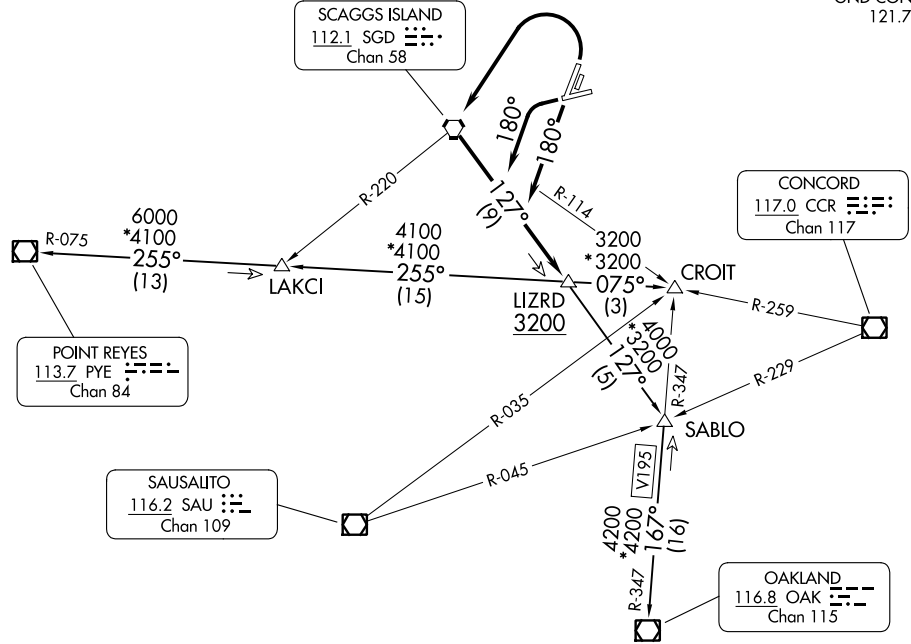 GND CON
121.7
SCAGGS ISLAND
112.1 SGD
Chan 58
180°
180°
R-220
127°
(9)
R-114
CONCORD
117.0 CCR
Chan 117
6000
*4100
R-075
255°
(13)
LAKCI
4100
*4100
255°
(15)
3200
*3200
075°
(3)
CROIT
LIZRD
3200
R-259
POINT REYES
113.7 PYE
Chan 84
4000
*3200
127°
(5)
R-347
R-229
R-035
SABLO
R-045
V195
SAUSALITO
116.2 SAU
Chan 109
4200
*4200
167°
(16)
R-347
OAKLAND
116.8 OAK
Chan 115